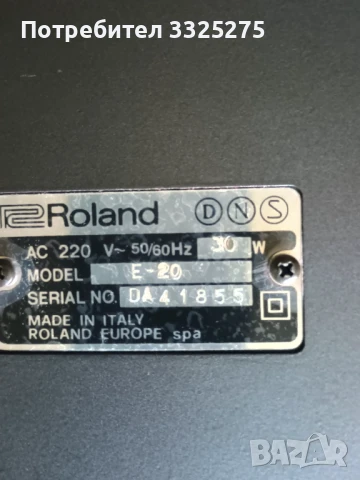 Потребител 3325275
Roland Ⓓ Ⓝ Ⓢ
AC 220 V~ 50/60Hz 30 W
MODEL E-20
SERIAL NO. DA41855
MADE IN ITALY
ROLAND EUROPE spa
BAZAR